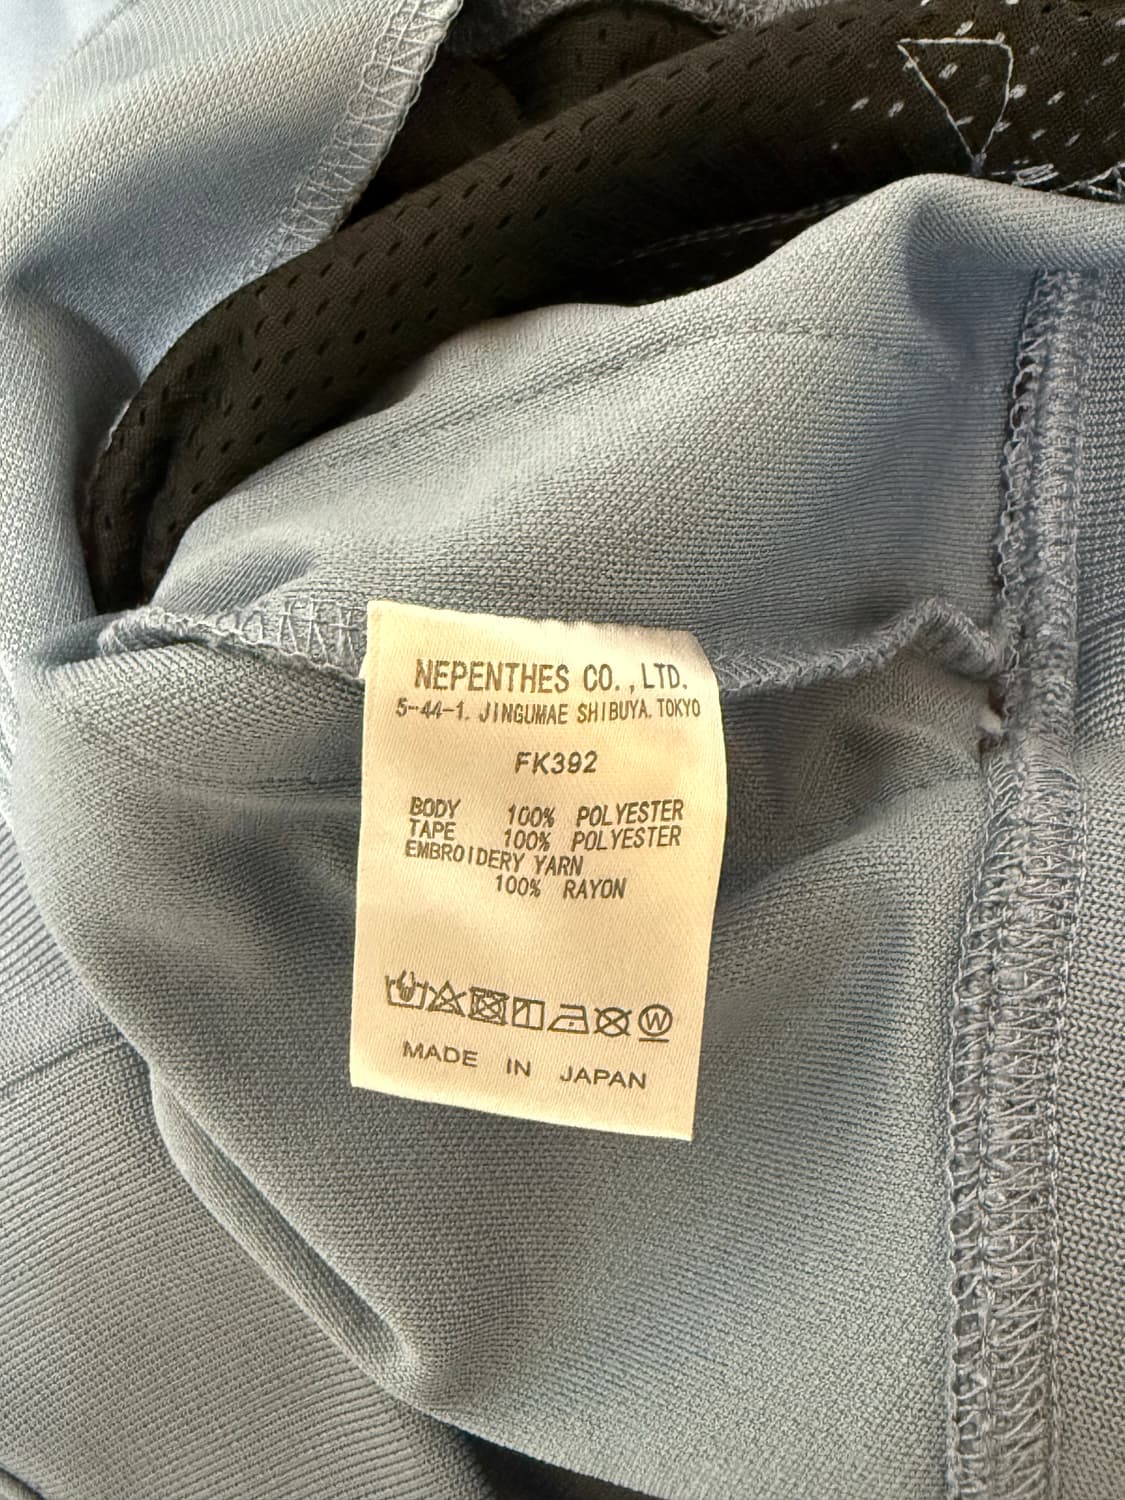 NEPENTHES CO., LTD.
5-44-1. JINGUMAE SHIBUYA. TOKYO
FK392
BODY 100% POLYESTER
TAPE 100% POLYESTER
EMBROIDERY YARN
100% RAYON
W
MADE IN JAPAN